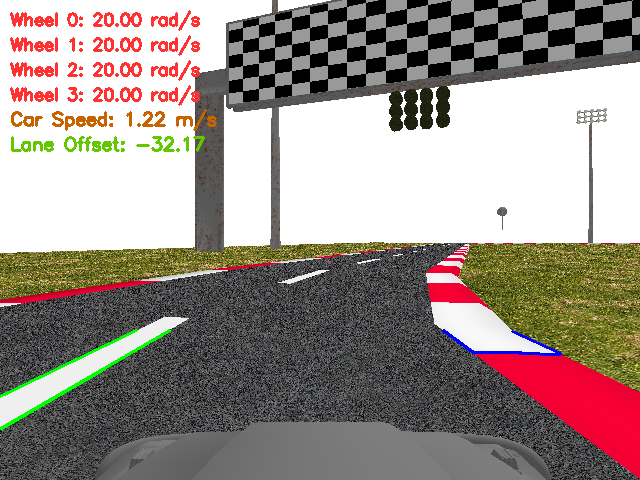 Wheel 0: 20.00 rad/s
Wheel 1: 20.00 rad/s
Wheel 2: 20.00 rad/s
Wheel 3: 20.00 rad/s
Car Speed: 1.22 m/s
Lane Offset: -32.17